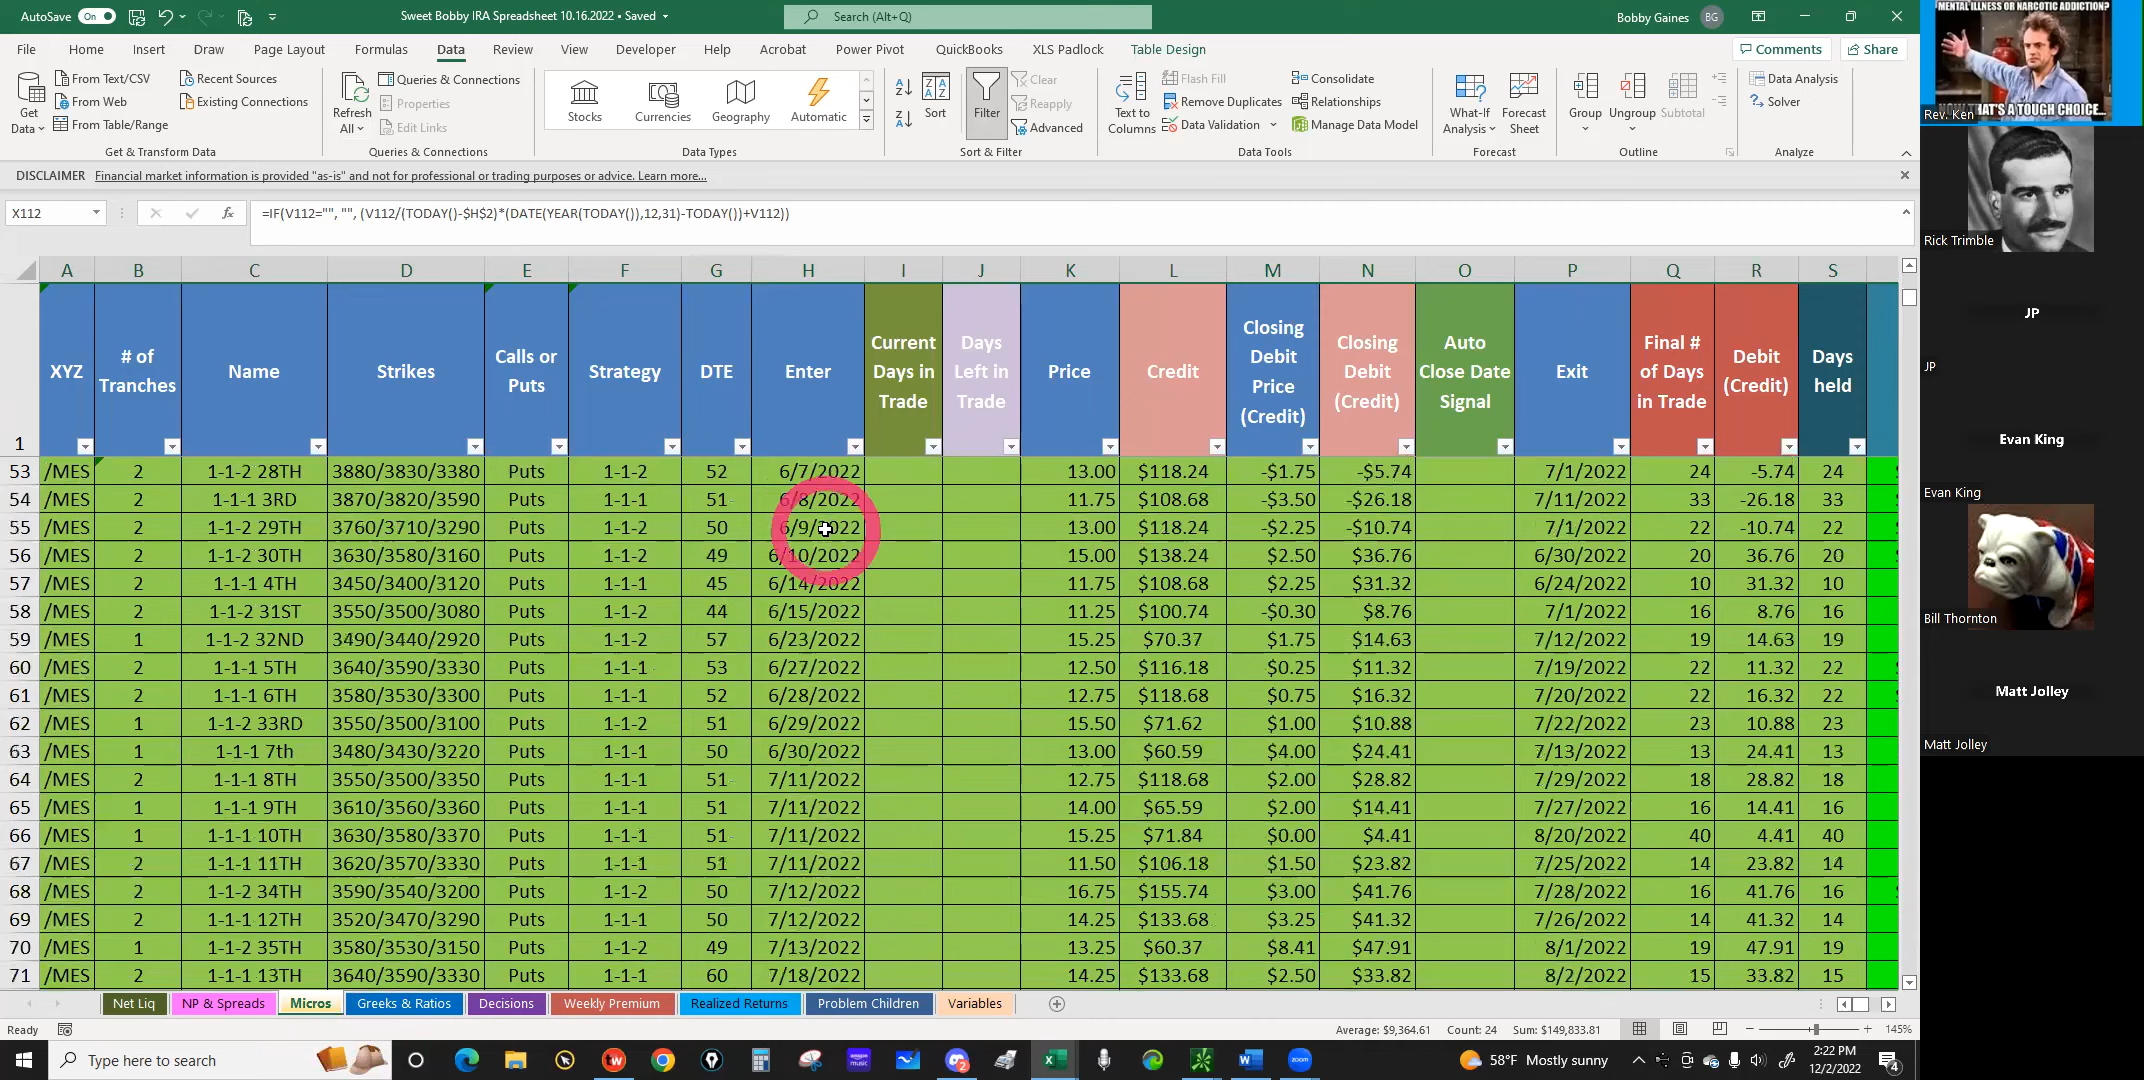 AutoSave On Sweet Bobby IRA Spreadsheet 10.16.2022 • Saved Search (Alt+Q) Bobby Gaines BG
File Home Insert Draw Page Layout Formulas Data Review View Developer Help Acrobat Power Pivot QuickBooks XLS Padlock Table Design Comments Share
Get Data
From Text/CSV
From Web
From Table/Range
Recent Sources
Existing Connections
Get & Transform Data
Refresh All
Queries & Connections
Properties
Edit Links
Queries & Connections
Stocks Currencies Geography Automatic
Data Types
Sort Filter
Clear
Reapply
Advanced
Sort & Filter
Text to Columns
Flash Fill
Remove Duplicates
Data Validation
Consolidate
Relationships
Manage Data Model
Data Tools
What-If Analysis Forecast Sheet
Forecast
Group Ungroup Subtotal
Outline
Data Analysis
Solver
Analyze
DISCLAIMER Financial market information is provided "as-is" and not for professional or trading purposes or advice. Learn more...
X112 fx =IF(V112="", "", (V112/(TODAY()-$H$2)*(DATE(YEAR(TODAY()),12,31)-TODAY())+V112))
A B C D E F G H I J K L M N O P Q R S
1 XYZ # of Tranches Name Strikes Calls or Puts Strategy DTE Enter Current Days in Trade Days Left in Trade Price Credit Closing Debit Price (Credit) Closing Debit (Credit) Auto Close Date Signal Exit Final # of Days in Trade Debit (Credit) Days held
53 /MES 2 1-1-2 28TH 3880/3830/3380 Puts 1-1-2 52 6/7/2022 13.00 $118.24 -$1.75 -$5.74 7/1/2022 24 -5.74 24
54 /MES 2 1-1-1 3RD 3870/3820/3590 Puts 1-1-1 51 6/8/2022 11.75 $108.68 -$3.50 -$26.18 7/11/2022 33 -26.18 33
55 /MES 2 1-1-2 29TH 3760/3710/3290 Puts 1-1-2 50 6/9/2022 13.00 $118.24 -$2.25 -$10.74 7/1/2022 22 -10.74 22
56 /MES 2 1-1-2 30TH 3630/3580/3160 Puts 1-1-2 49 6/10/2022 15.00 $138.24 $2.50 $36.76 6/30/2022 20 36.76 20
57 /MES 2 1-1-1 4TH 3450/3400/3120 Puts 1-1-1 45 6/14/2022 11.75 $108.68 $2.25 $31.32 6/24/2022 10 31.32 10
58 /MES 2 1-1-2 31ST 3550/3500/3080 Puts 1-1-2 44 6/15/2022 11.25 $100.74 -$0.30 $8.76 7/1/2022 16 8.76 16
59 /MES 1 1-1-2 32ND 3490/3440/2920 Puts 1-1-2 57 6/23/2022 15.25 $70.37 $1.75 $14.63 7/12/2022 19 14.63 19
60 /MES 2 1-1-1 5TH 3640/3590/3330 Puts 1-1-1 53 6/27/2022 12.50 $116.18 $0.25 $11.32 7/19/2022 22 11.32 22
61 /MES 2 1-1-1 6TH 3580/3530/3300 Puts 1-1-1 52 6/28/2022 12.75 $118.68 $0.75 $16.32 7/20/2022 22 16.32 22
62 /MES 1 1-1-2 33RD 3550/3500/3100 Puts 1-1-2 51 6/29/2022 15.50 $71.62 $1.00 $10.88 7/22/2022 23 10.88 23
63 /MES 1 1-1-1 7th 3480/3430/3220 Puts 1-1-1 50 6/30/2022 13.00 $60.59 $4.00 $24.41 7/13/2022 13 24.41 13
64 /MES 2 1-1-1 8TH 3550/3500/3350 Puts 1-1-1 51 7/11/2022 12.75 $118.68 $2.00 $28.82 7/29/2022 18 28.82 18
65 /MES 1 1-1-1 9TH 3610/3560/3360 Puts 1-1-1 51 7/11/2022 14.00 $65.59 $2.00 $14.41 7/27/2022 16 14.41 16
66 /MES 1 1-1-1 10TH 3630/3580/3370 Puts 1-1-1 51 7/11/2022 15.25 $71.84 $0.00 $4.41 8/20/2022 40 4.41 40
67 /MES 2 1-1-1 11TH 3620/3570/3330 Puts 1-1-1 51 7/11/2022 11.50 $106.18 $1.50 $23.82 7/25/2022 14 23.82 14
68 /MES 2 1-1-2 34TH 3590/3540/3200 Puts 1-1-2 50 7/12/2022 16.75 $155.74 $3.00 $41.76 7/28/2022 16 41.76 16
69 /MES 2 1-1-1 12TH 3520/3470/3290 Puts 1-1-1 50 7/12/2022 14.25 $133.68 $3.25 $41.32 7/26/2022 14 41.32 14
70 /MES 1 1-1-2 35TH 3580/3530/3150 Puts 1-1-2 49 7/13/2022 13.25 $60.37 $8.41 $47.91 8/1/2022 19 47.91 19
71 /MES 2 1-1-1 13TH 3640/3590/3330 Puts 1-1-1 60 7/18/2022 14.25 $133.68 $2.50 $33.82 8/2/2022 15 33.82 15
Net Liq NP & Spreads Micros Greeks & Ratios Decisions Weekly Premium Realized Returns Problem Children Variables
Ready Average: $9,364.61 Count: 24 Sum: $149,833.81 145%
Type here to search 58°F Mostly sunny 2:22 PM
12/2/2022
MENTAL ILLNESS OR NARCOTIC ADDICTION?
NOW THAT'S A TOUGH CHOICE...
Rev. Ken
Rick Trimble
JP
JP
Evan King
Evan King
Bill Thornton
Matt Jolley
Matt Jolley